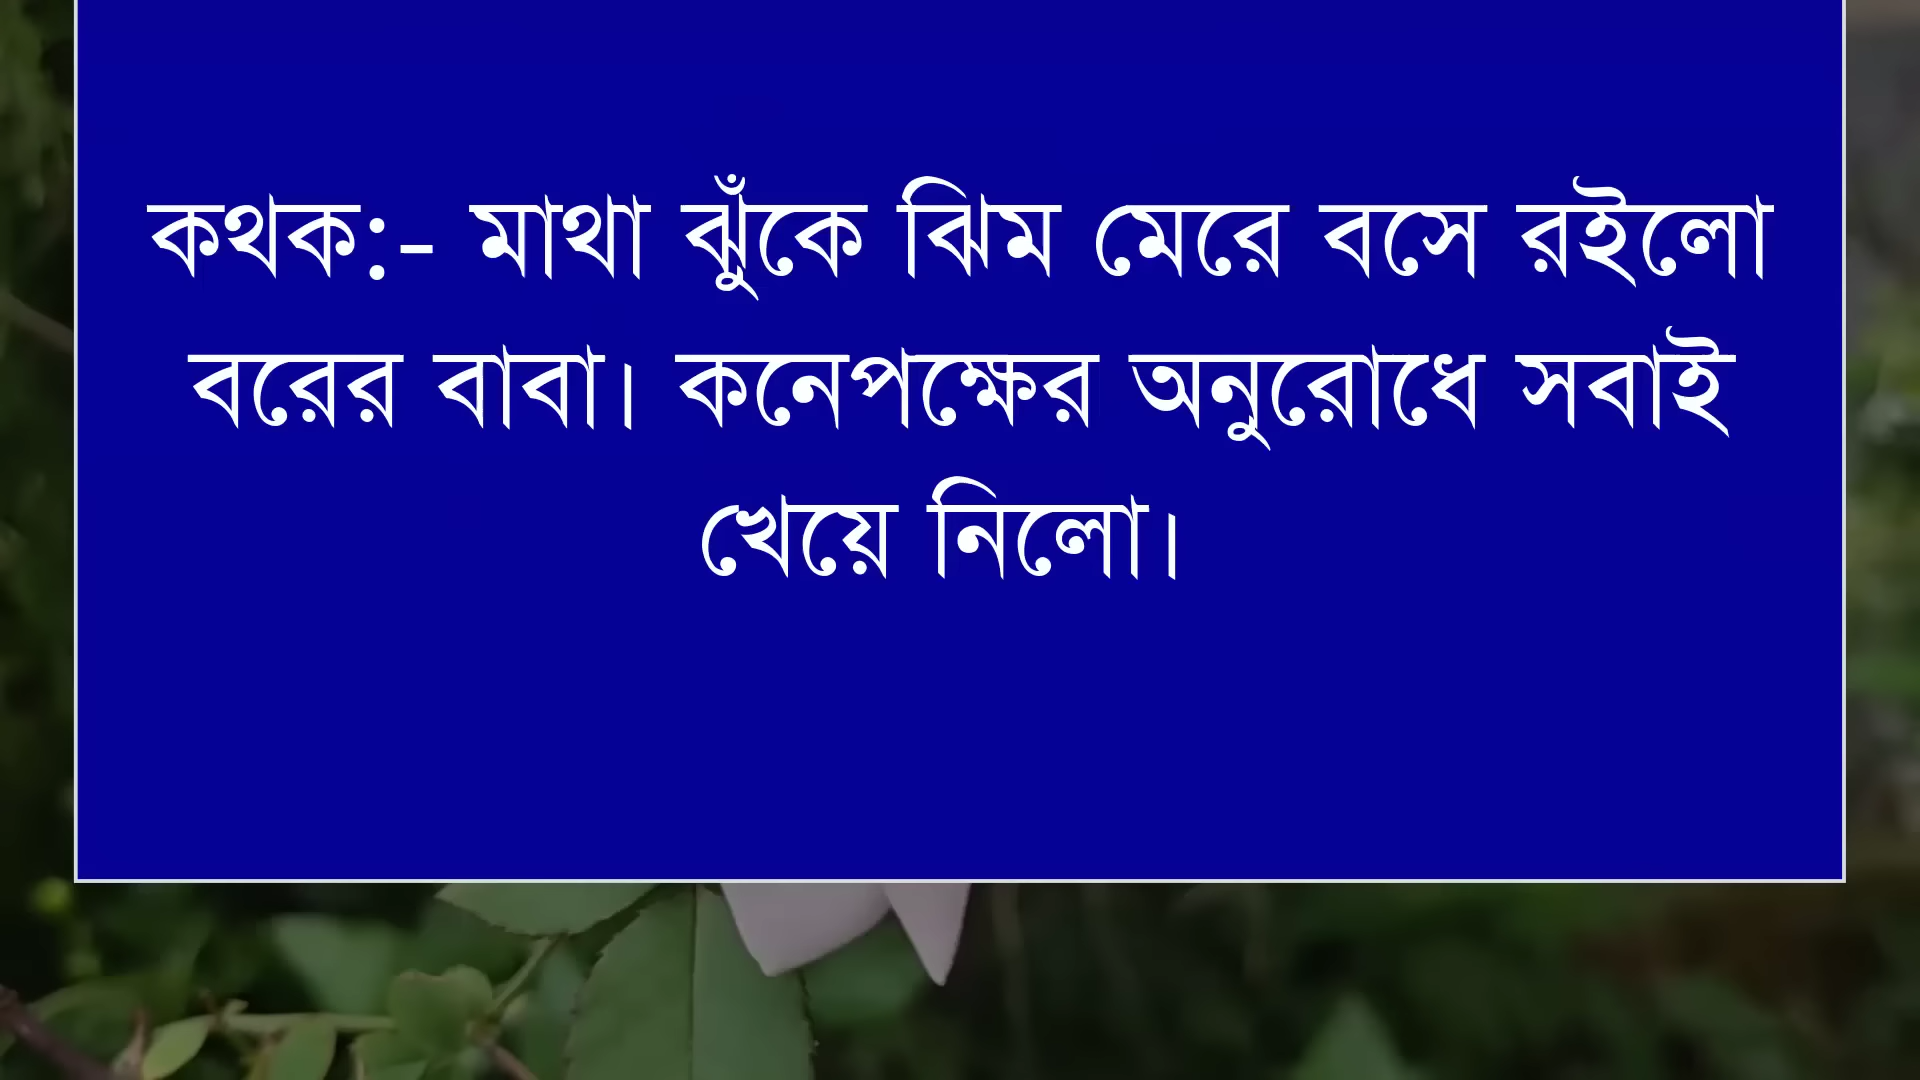 কথক:- মাথা ঝুঁকে ঝিম মেরে বসে রইলো
বরের বাবা। কনেপক্ষের অনুরোধে সবাই
খেয়ে নিলো।